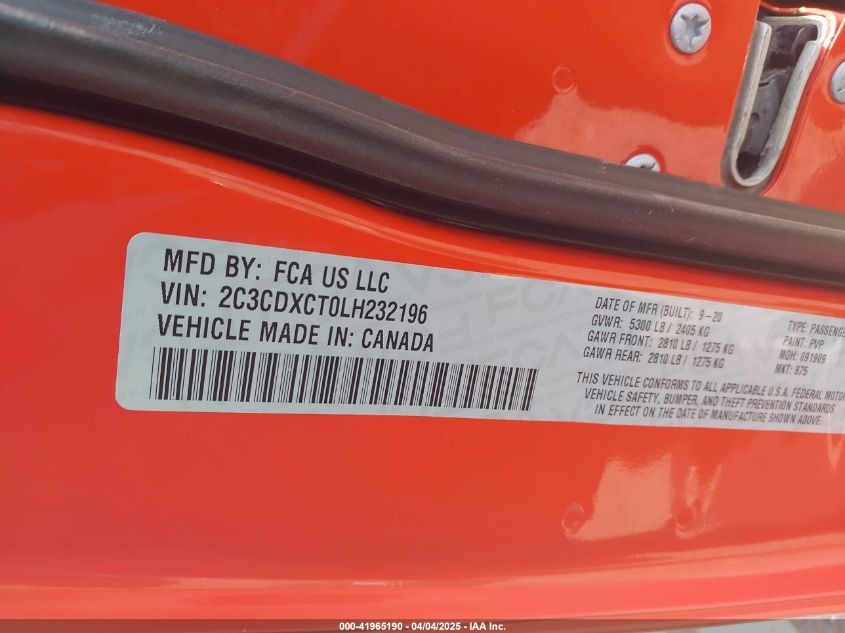 MFD BY: FCA US LLC
VIN: 2C3CDXCT0LH232196
VEHICLE MADE IN: CANADA
DATE OF MFR (BUILT): 9-20
GVWR: 5300 LB / 2405 KG
GAWR FRONT: 2810 LB / 1275 KG
GAWR REAR: 2810 LB / 1275 KG
TYPE: PASSENGE
PAINT: PVP
MDH: 091909
MKT: 875
THIS VEHICLE CONFORMS TO ALL APPLICABLE U.S.A. FEDERAL MOTOR
VEHICLE SAFETY, BUMPER, AND THEFT PREVENTION STANDARDS
IN EFFECT ON THE DATE OF MANUFACTURE SHOWN ABOVE.
000-41965190 - 04/04/2025 - IAA Inc.